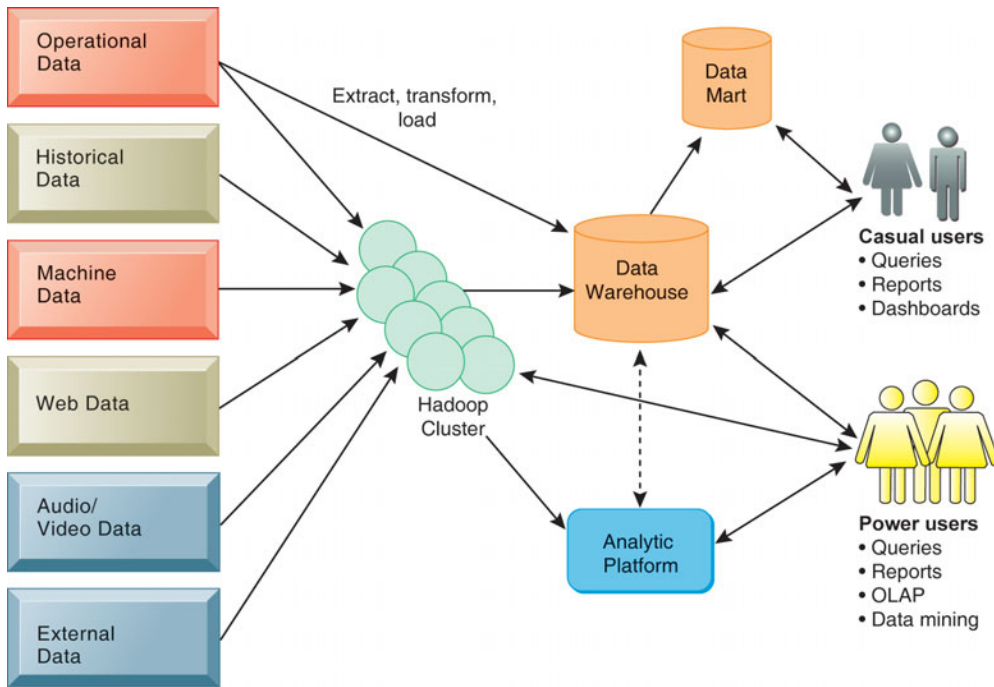 Operational
Data
Historical
Data
Machine
Data
Web Data
Audio/
Video Data
External
Data
Extract, transform,
load
Hadoop
Cluster
Data
Mart
Data
Warehouse
Analytic
Platform
Casual users
• Queries
• Reports
• Dashboards
Power users
• Queries
• Reports
• OLAP
• Data mining